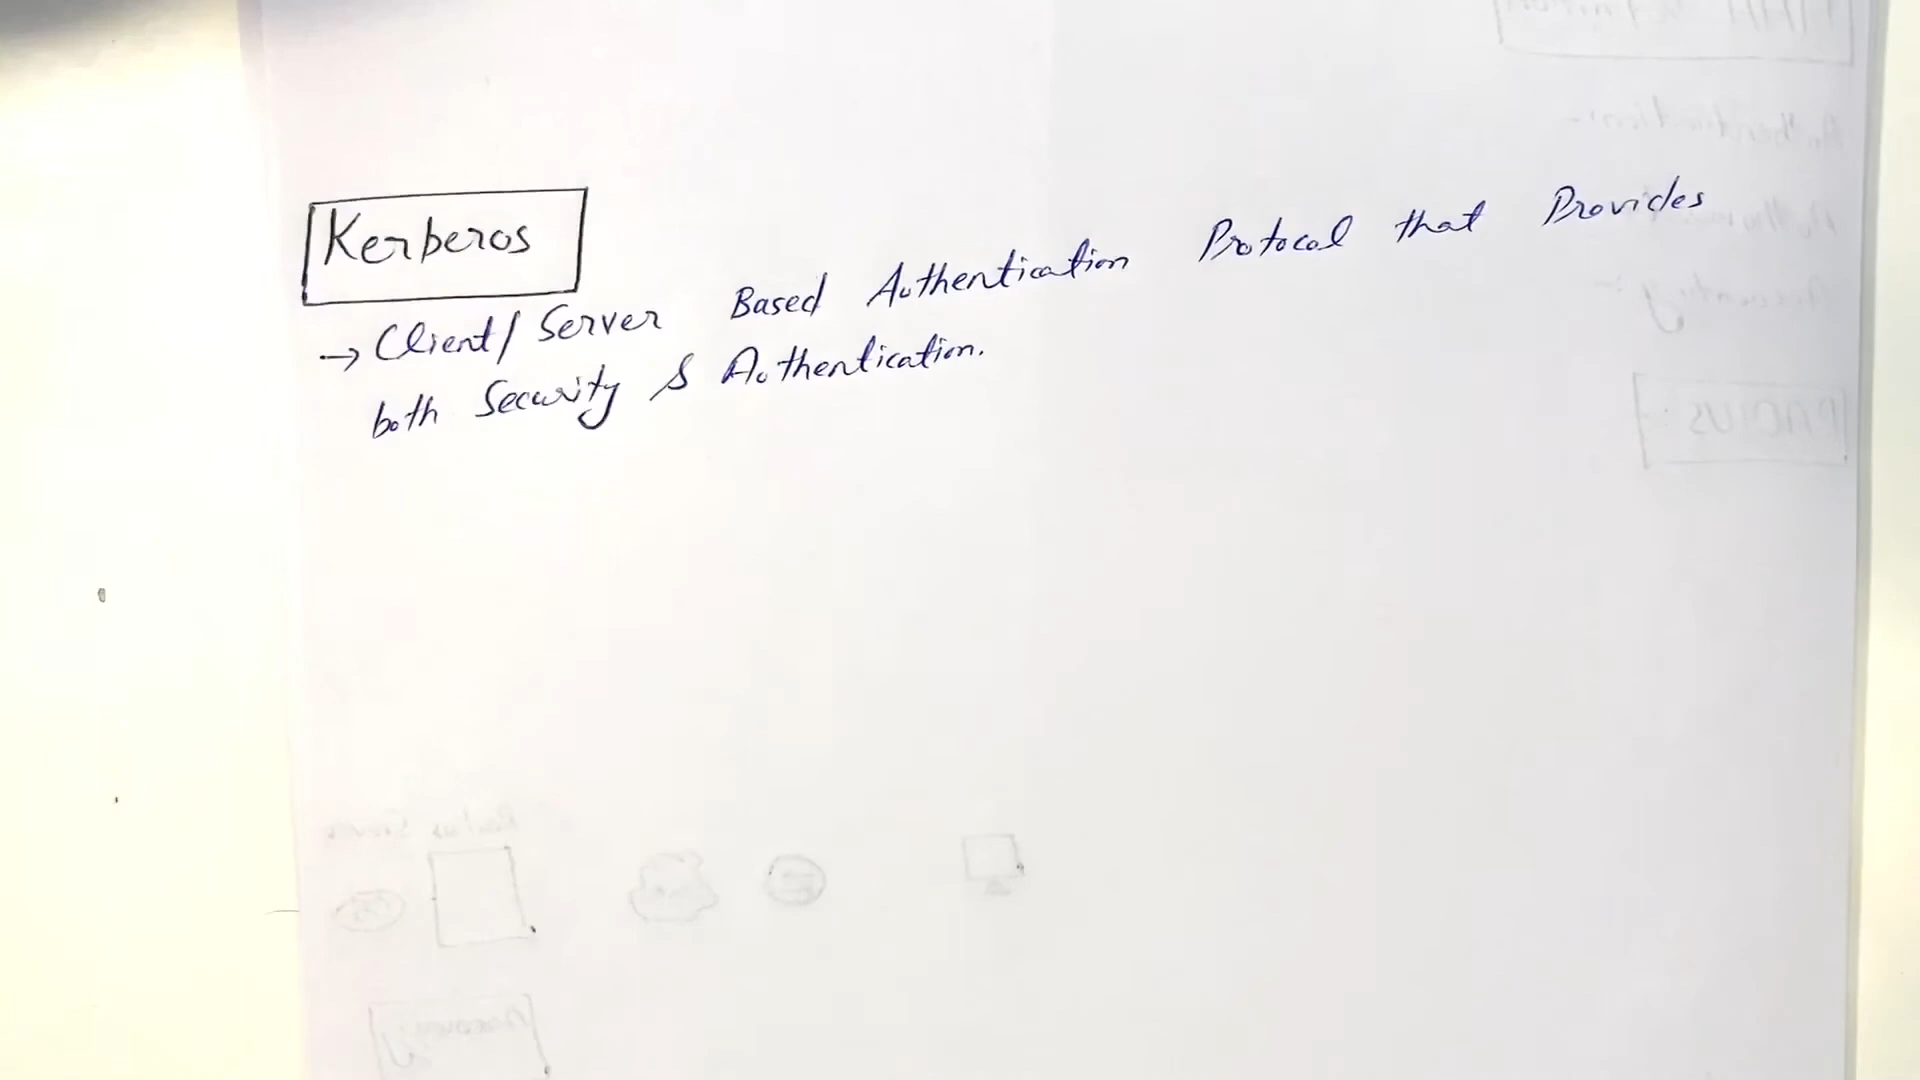 Kerberos
→ Client/Server Based Authentication Protocol that Provides
both Security & Authentication.